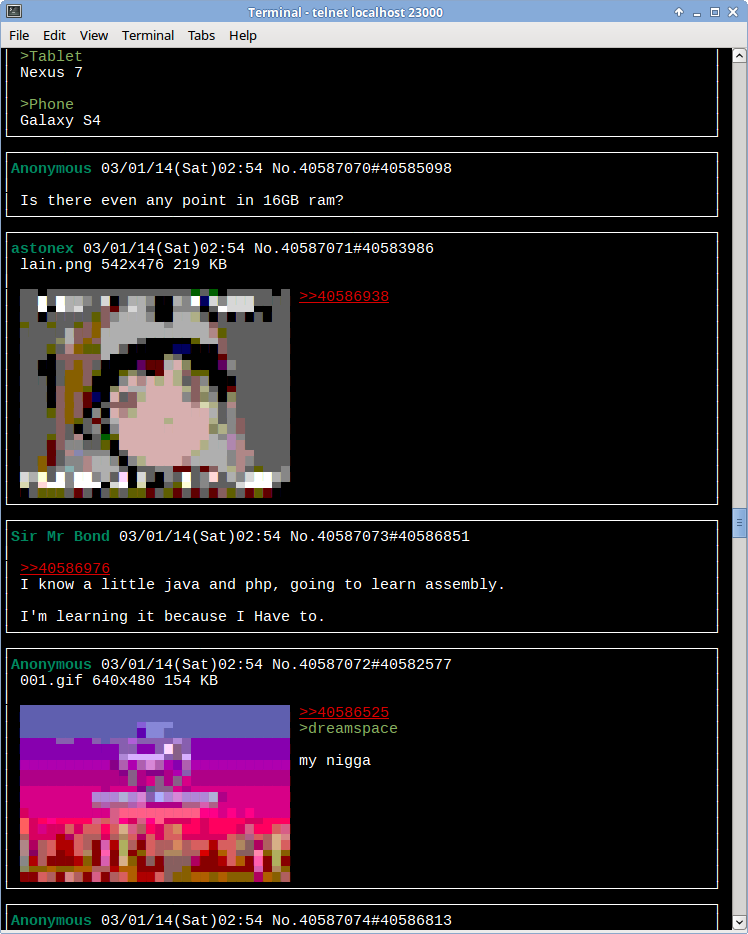 Terminal - telnet localhost 23000
File Edit View Terminal Tabs Help
>Tablet
Nexus 7
>Phone
Galaxy S4
Anonymous 03/01/14(Sat)02:54 No.40587070#40585098
Is there even any point in 16GB ram?
astonex 03/01/14(Sat)02:54 No.40587071#40583986
lain.png 542x476 219 KB
>>40586938
Sir Mr Bond 03/01/14(Sat)02:54 No.40587073#40586851
>>40586976
I know a little java and php, going to learn assembly.
I'm learning it because I Have to.
Anonymous 03/01/14(Sat)02:54 No.40587072#40582577
001.gif 640x480 154 KB
>>40586525
>dreamspace
my nigga
Anonymous 03/01/14(Sat)02:54 No.40587074#40586813